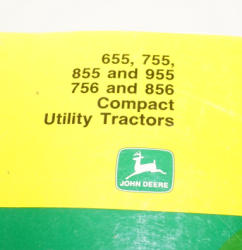 655, 755,
855 and 955
756 and 856
Compact
Utility Tractors
JOHN DEERE